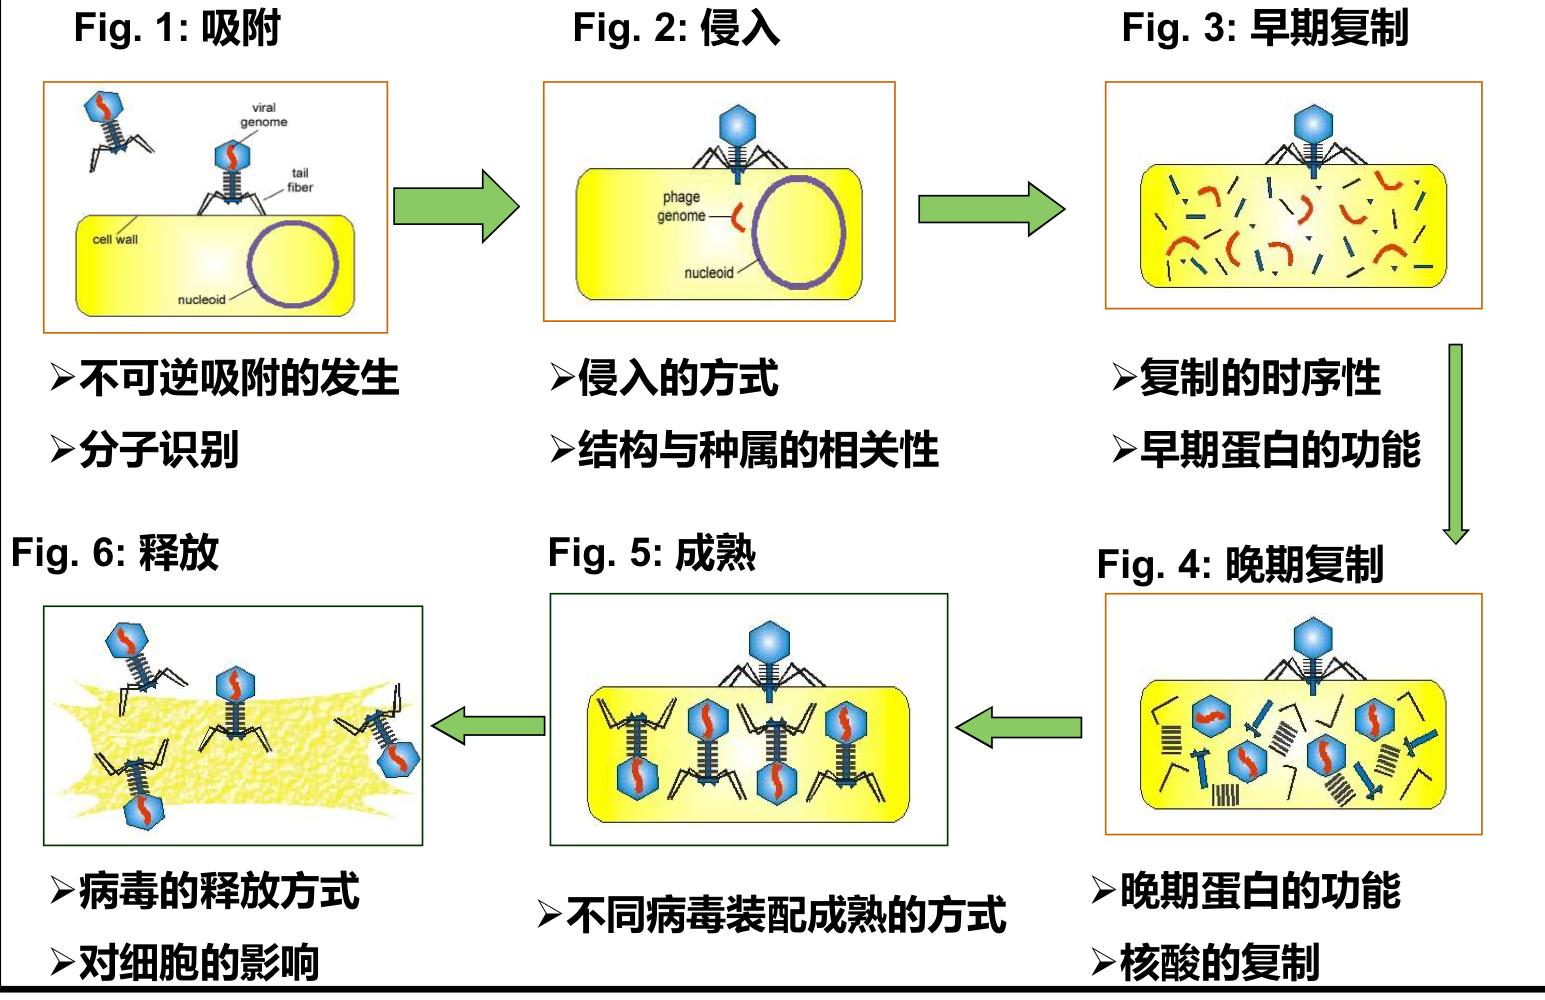 Fig. 1: 吸附
viral
genome
tail
fiber
cell wall
nucleoid
➢不可逆吸附的发生
➢分子识别
Fig. 2: 侵入
phage
genome
nucleoid
➢侵入的方式
➢结构与种属的相关性
Fig. 3: 早期复制
➢复制的时序性
➢早期蛋白的功能
Fig. 4: 晚期复制
➢晚期蛋白的功能
➢核酸的复制
Fig. 5: 成熟
➢不同病毒装配成熟的方式
Fig. 6: 释放
➢病毒的释放方式
➢对细胞的影响